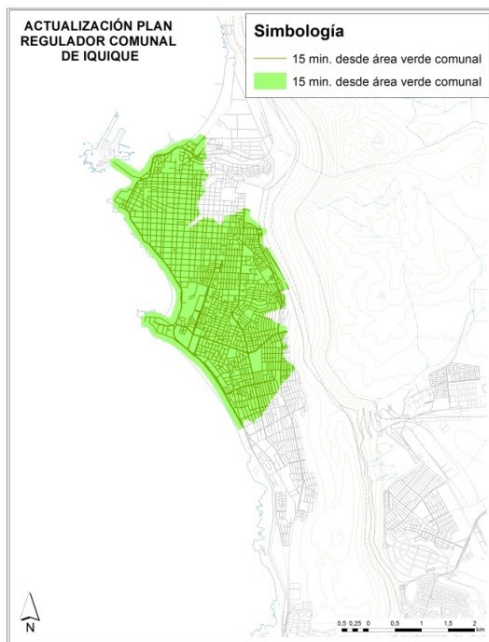 ACTUALIZACIÓN PLAN
REGULADOR COMUNAL
DE IQUIQUE
Simbología
15 min. desde área verde comunal
15 min. desde área verde comunal
N
0,5 0,25 0 0,5 1 1,5 2
km